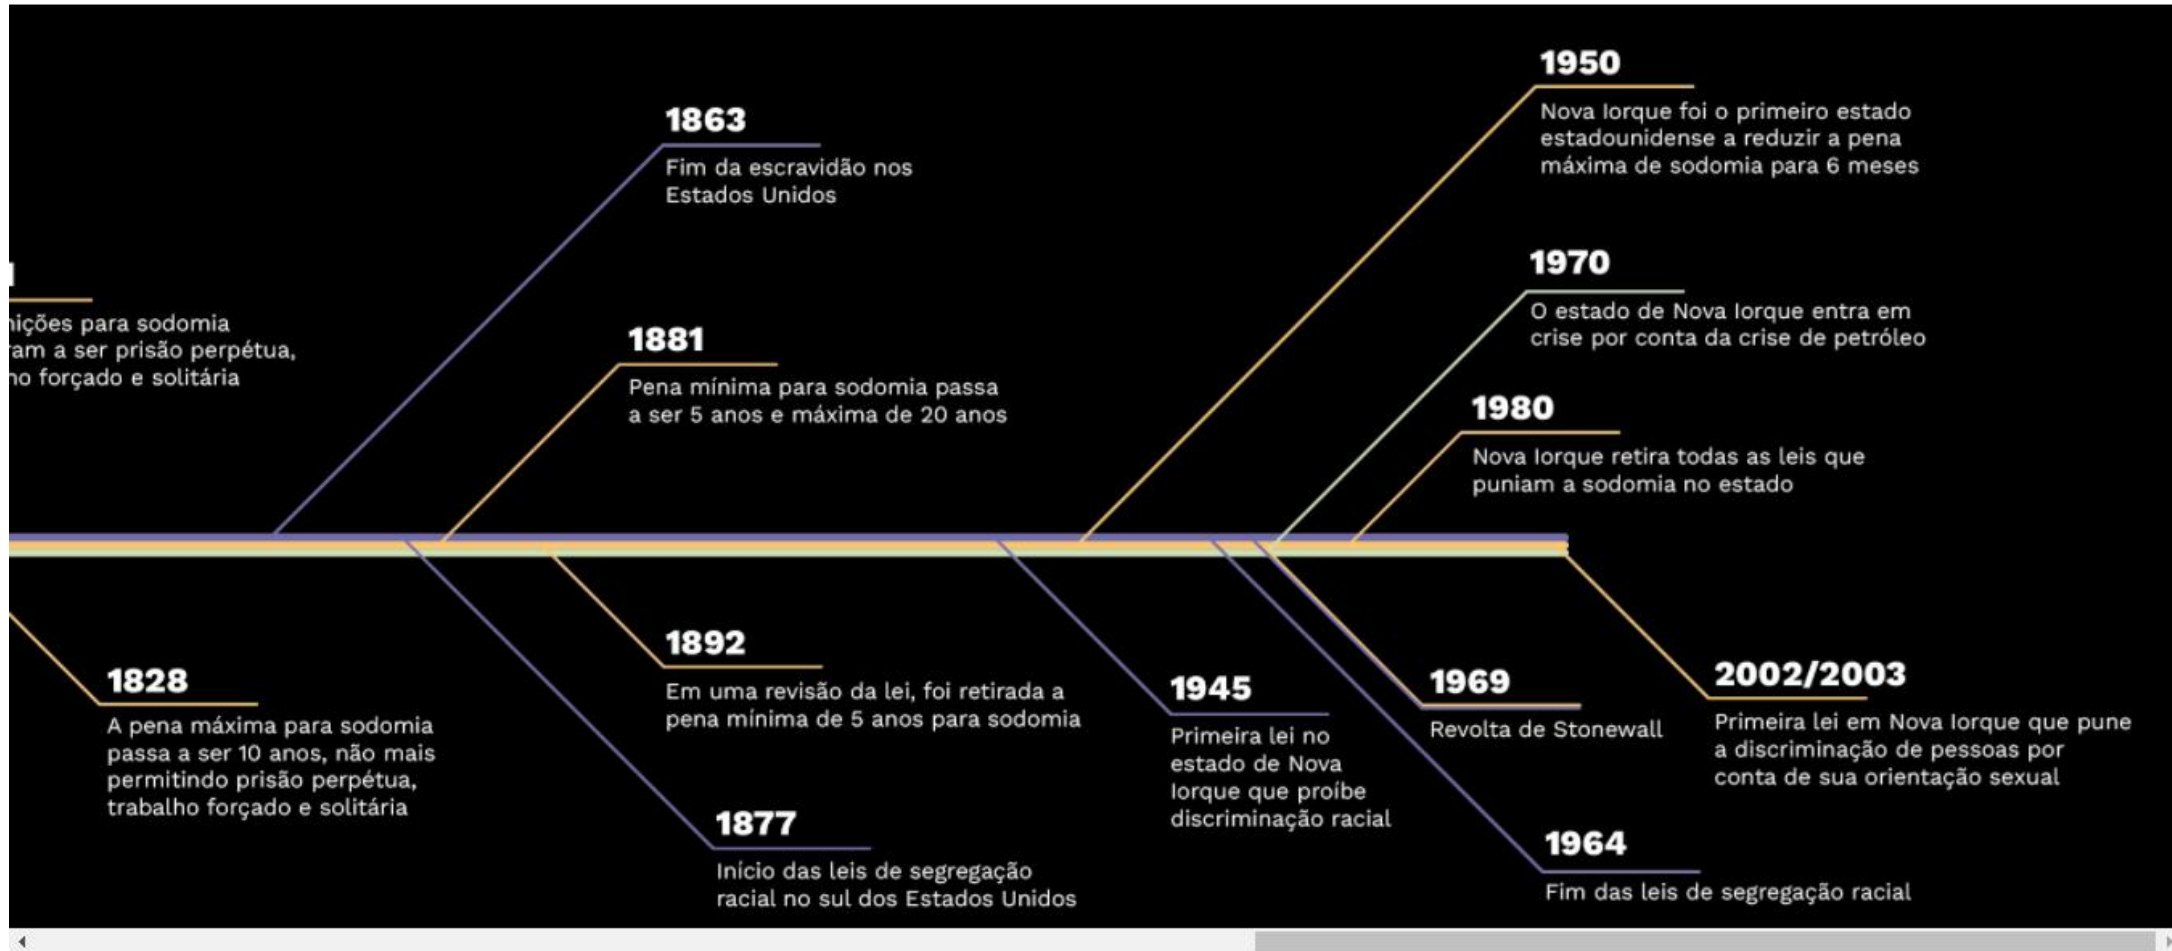 1863
Fim da escravidão nos
Estados Unidos
1950
Nova Iorque foi o primeiro estado
estadounidense a reduzir a pena
máxima de sodomia para 6 meses
para sodomia
a ser prisão perpétua,
forçado e solitária
1881
Pena mínima para sodomia passa
a ser 5 anos e máxima de 20 anos
1970
O estado de Nova Iorque entra em
crise por conta da crise de petróleo
1980
Nova Iorque retira todas as leis que
puniam a sodomia no estado
1828
A pena máxima para sodomia
passa a ser 10 anos, não mais
permitindo prisão perpétua,
trabalho forçado e solitária
1892
Em uma revisão da lei, foi retirada a
pena mínima de 5 anos para sodomia
1877
Início das leis de segregação
racial no sul dos Estados Unidos
1945
Primeira lei no
estado de Nova
Iorque que proíbe
discriminação racial
1969
Revolta de Stonewall
1964
Fim das leis de segregação racial
2002/2003
Primeira lei em Nova Iorque que pune
a discriminação de pessoas por
conta de sua orientação sexual